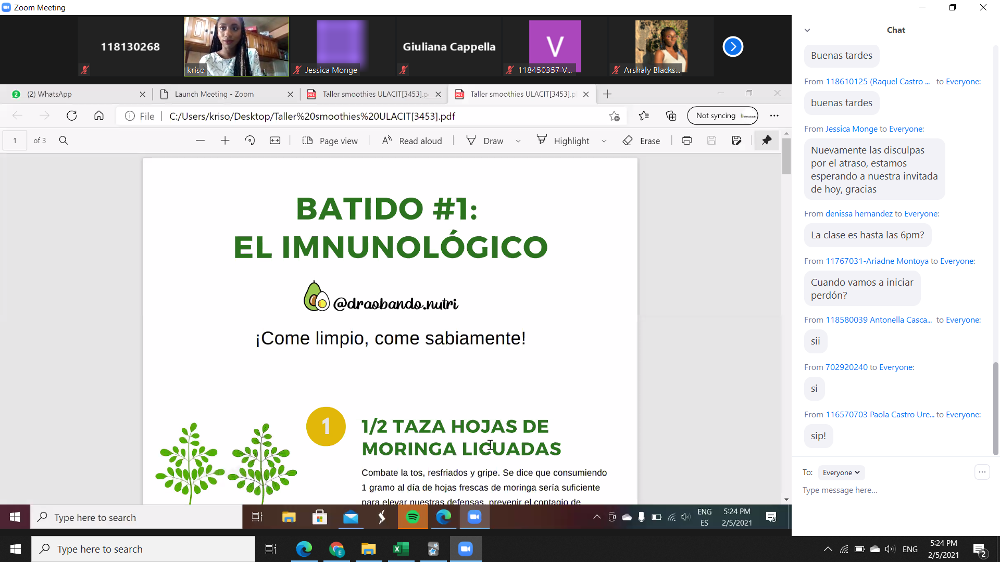 Zoom Meeting
118130268
kriso
Jessica Monge
Giuliana Cappella
V
118450357 V...
Arshaly Blacks...
2
(2) WhatsApp
Launch Meeting - Zoom
PDF
Taller smoothies ULACIT[3453].p
PDF
Taller smoothies ULACIT[3453].p
File
C:/Users/kriso/Desktop/Taller%20smoothies%20ULACIT[3453].pdf
Not syncing
1 of 3
Page view
Read aloud
Draw
Highlight
Erase
BATIDO #1:
EL IMNUNOLÓGICO
@draobando.nutri
¡Come limpio, come sabiamente!
1
1/2 TAZA HOJAS DE
MORINGA LICUADAS
Combate la tos, resfriados y gripe. Se dice que consumiendo
1 gramo al día de hojas frescas de moringa sería suficiente
para elevar nuestras defensas, prevenir el contagio de
Type here to search
ENG
ES
5:24 PM
2/5/2021
Chat
Buenas tardes
From 118610125 (Raquel Castro ... to Everyone:
buenas tardes
From Jessica Monge to Everyone:
Nuevamente las disculpas
por el atraso, estamos
esperando a nuestra invitada
de hoy, gracias
From denissa hernandez to Everyone:
La clase es hasta las 6pm?
From 11767031-Ariadne Montoya to Everyone:
Cuando vamos a iniciar
perdón?
From 118580039 Antonella Casca... to Everyone:
sii
From 702920240 to Everyone:
si
From 116570703 Paola Castro Ure... to Everyone:
sip!
To: Everyone
Type message here...
Type here to search
E
ENG
5:24 PM
2/5/2021
2